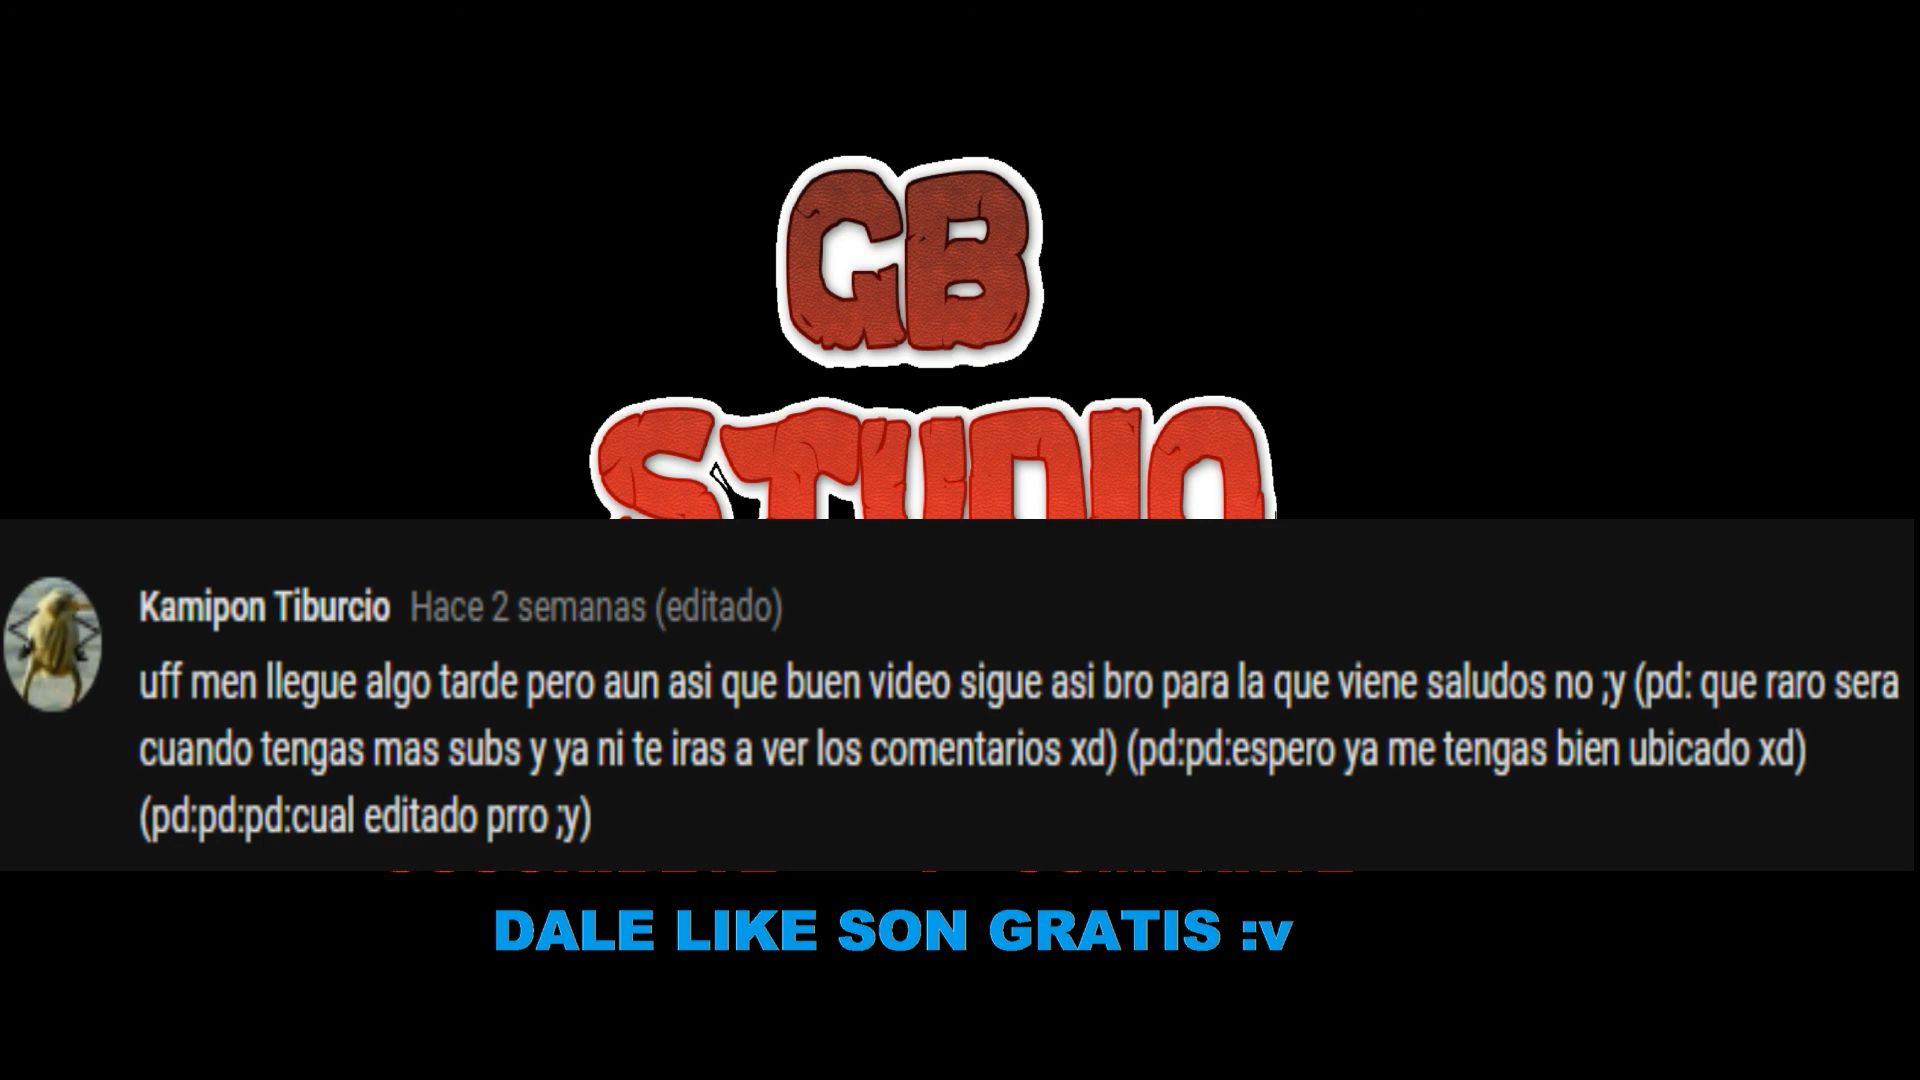 GB
STUDIO
Kamipon Tiburcio Hace 2 semanas (editado)
uff men llegue algo tarde pero aun asi que buen video sigue asi bro para la que viene saludos no ;y (pd: que raro sera
cuando tengas mas subs y ya ni te iras a ver los comentarios xd) (pd:pd:espero ya me tengas bien ubicado xd)
(pd:pd:pd:cual editado prro ;y)
DALE LIKE SON GRATIS :v